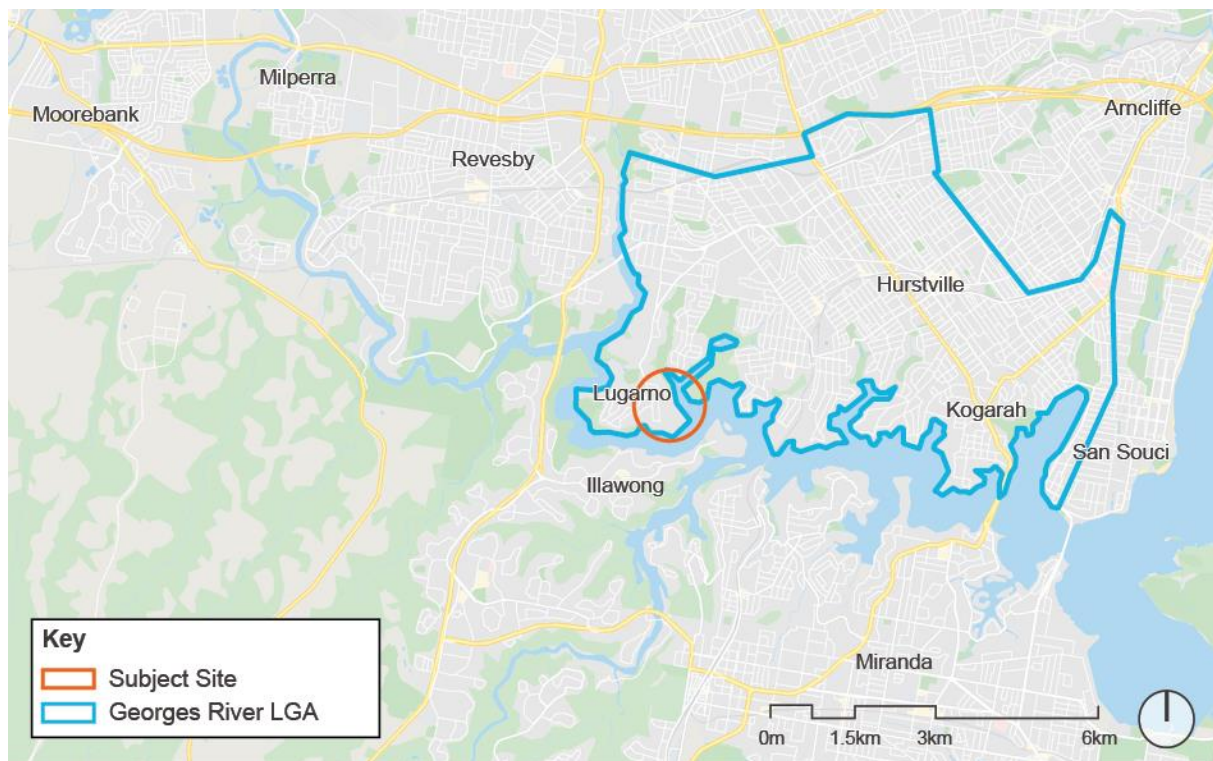 Milperra
Moorebank
Arncliffe
Revesby
Hurstville
Lugarno
Kogarah
San Souci
Illawong
Miranda
Key
Subject Site
Georges River LGA
0m 1.5km 3km 6km